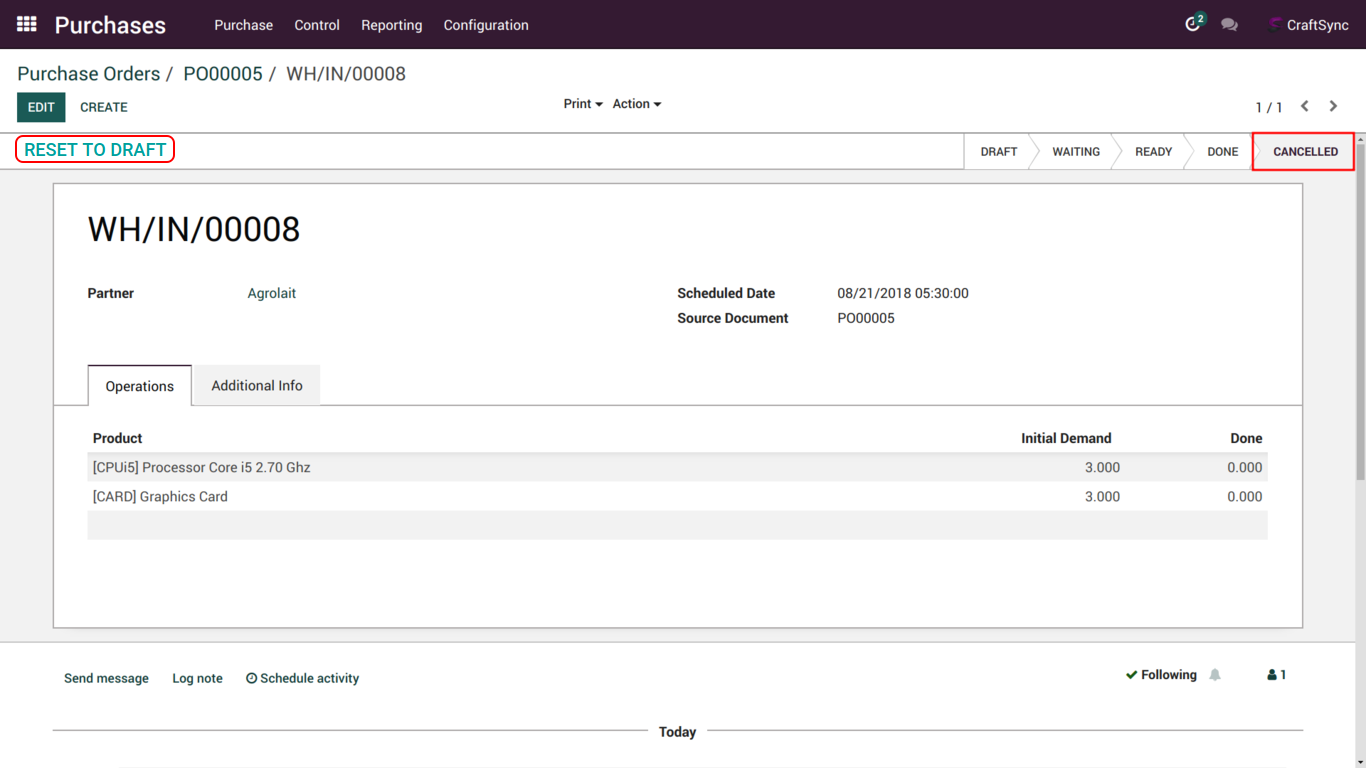 Purchases Purchase Control Reporting Configuration 2 CraftSync
Purchase Orders / PO00005 / WH/IN/00008
EDIT CREATE Print Action 1 / 1
RESET TO DRAFT DRAFT WAITING READY DONE CANCELLED
WH/IN/00008
Partner Agrolait Scheduled Date 08/21/2018 05:30:00
Source Document PO00005
Operations Additional Info
Product Initial Demand Done
[CPUi5] Processor Core i5 2.70 Ghz 3.000 0.000
[CARD] Graphics Card 3.000 0.000
Send message Log note Schedule activity Following 1
Today